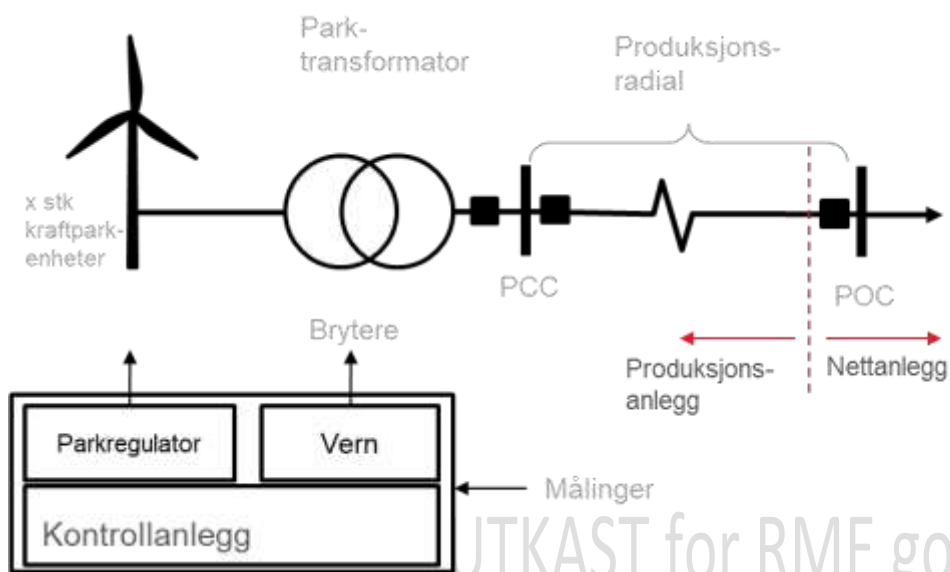 Park-
transformator
Produksjons-
radial
x stk
kraftpark-
enheter
PCC
POC
Brytere
Produksjons-
anlegg
Nettanlegg
Parkregulator
Vern
Målinger
Kontrollanlegg
UTKAST for RME go